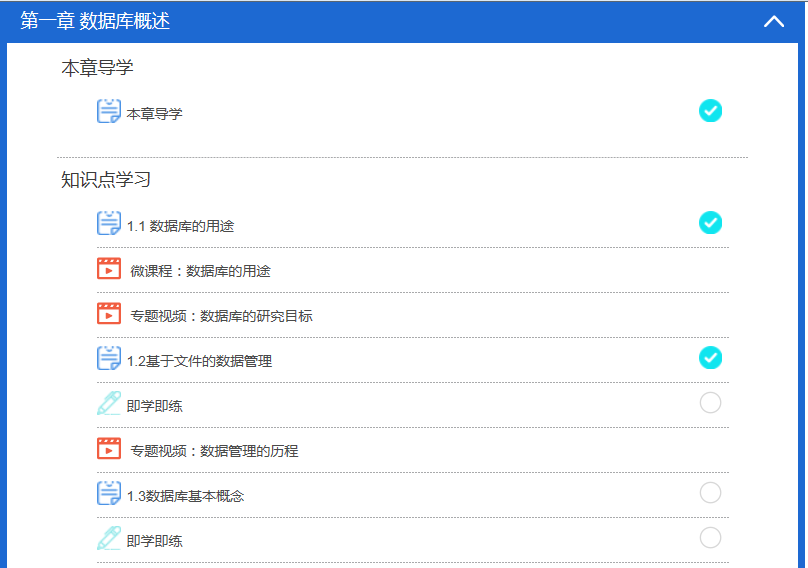 第一章 数据库概述
本章导学
本章导学
知识点学习
1.1 数据库的用途
微课程：数据库的用途
专题视频：数据库的研究目标
1.2基于文件的数据管理
即学即练
专题视频：数据管理的历程
1.3数据库基本概念
即学即练